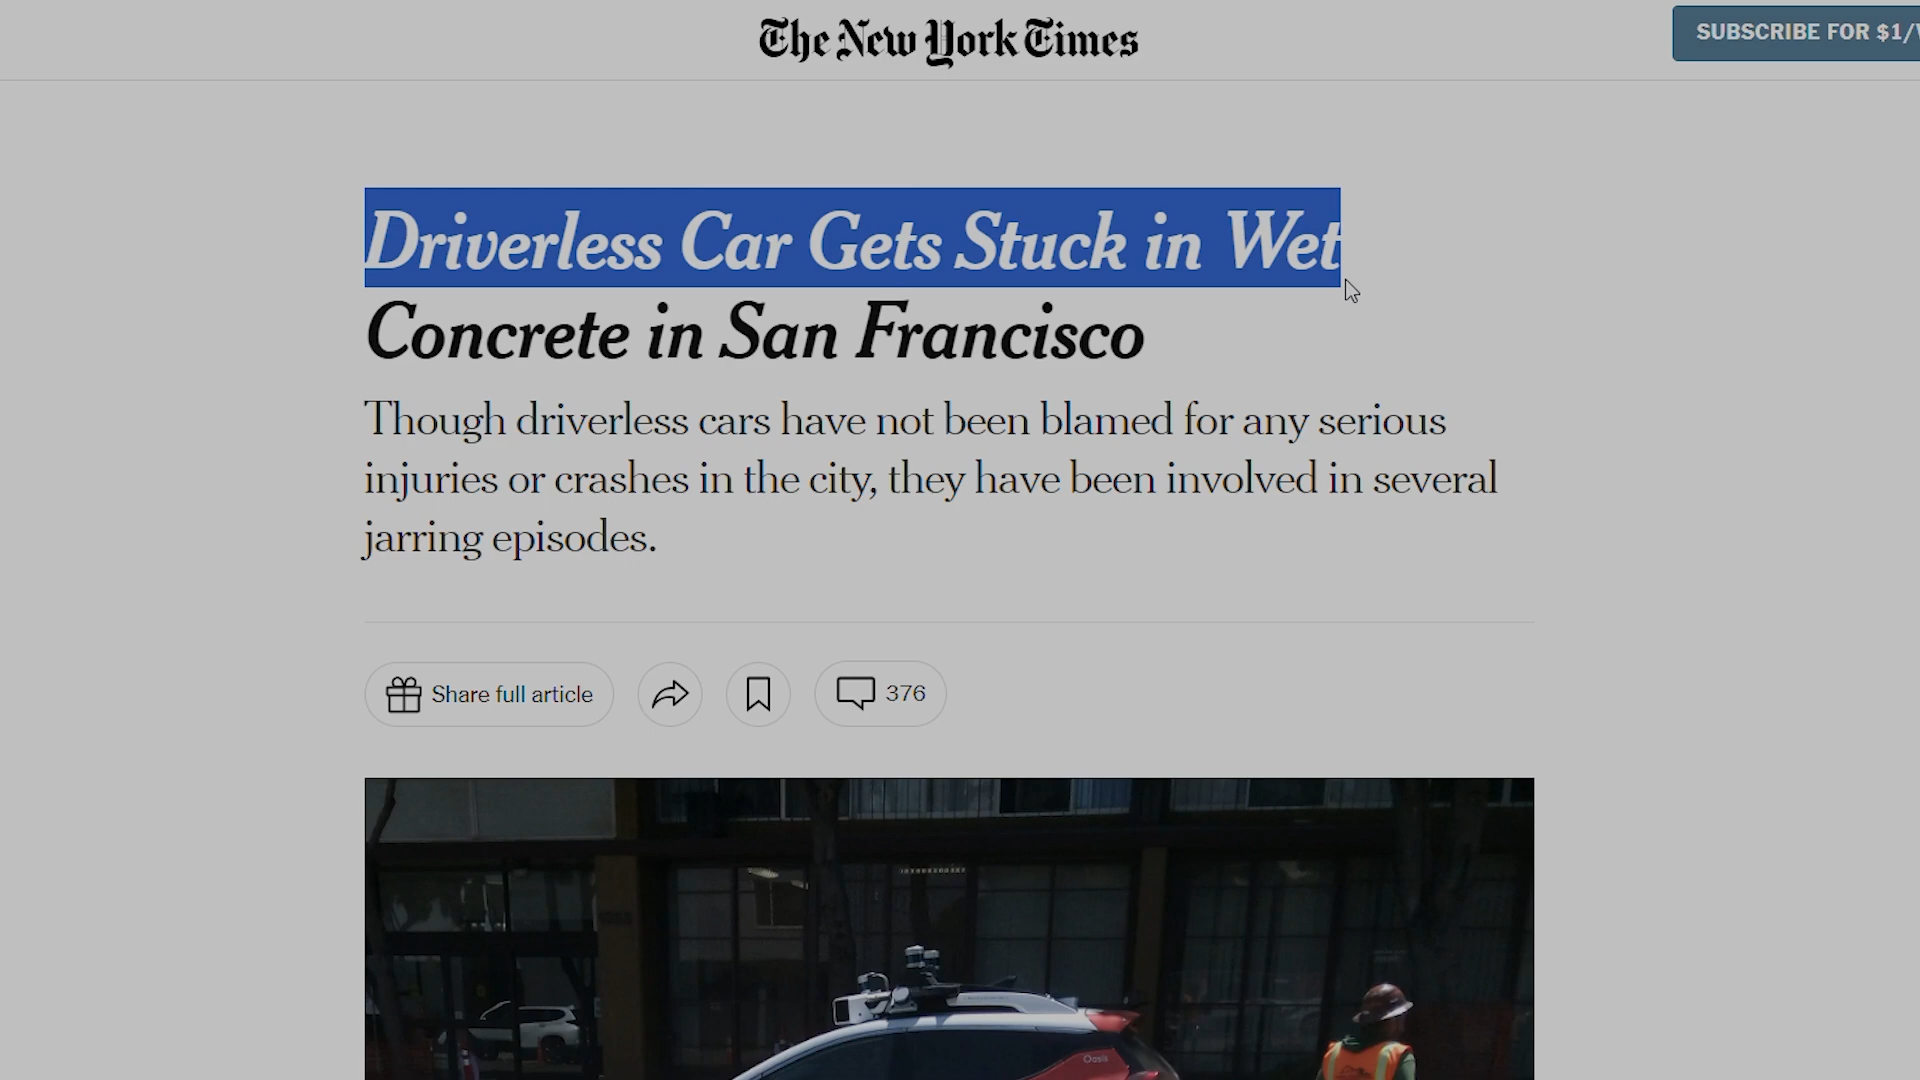 The New York Times
SUBSCRIBE FOR $1/
Driverless Car Gets Stuck in Wet
Concrete in San Francisco
Though driverless cars have not been blamed for any serious
injuries or crashes in the city, they have been involved in several
jarring episodes.
Share full article
376
Oasis